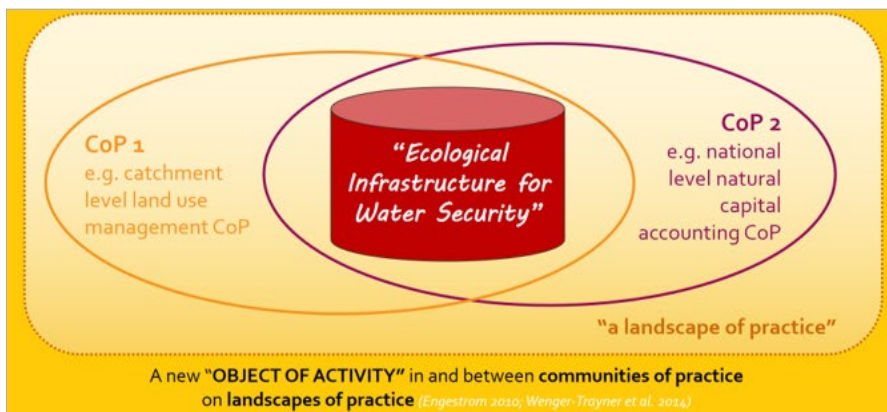 CoP 1
e.g. catchment
level land use
management CoP
“Ecological
Infrastructure for
Water Security”
CoP 2
e.g. national
level natural
capital
accounting CoP
“a landscape of practice”
A new “OBJECT OF ACTIVITY” in and between communities of practice
on landscapes of practice (Engestrom 2010; Wenger-Trayner et al. 2014)